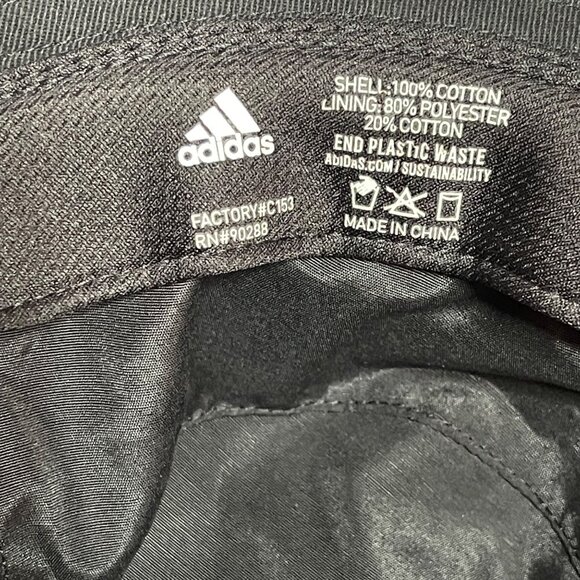 adidas
FACTORY#C153
RN#90288
SHELL:100% COTTON
LINING: 80% POLYESTER
20% COTTON
END PLASTIC WASTE
ADIDAS.COM/SUSTAINABILITY
MADE IN CHINA